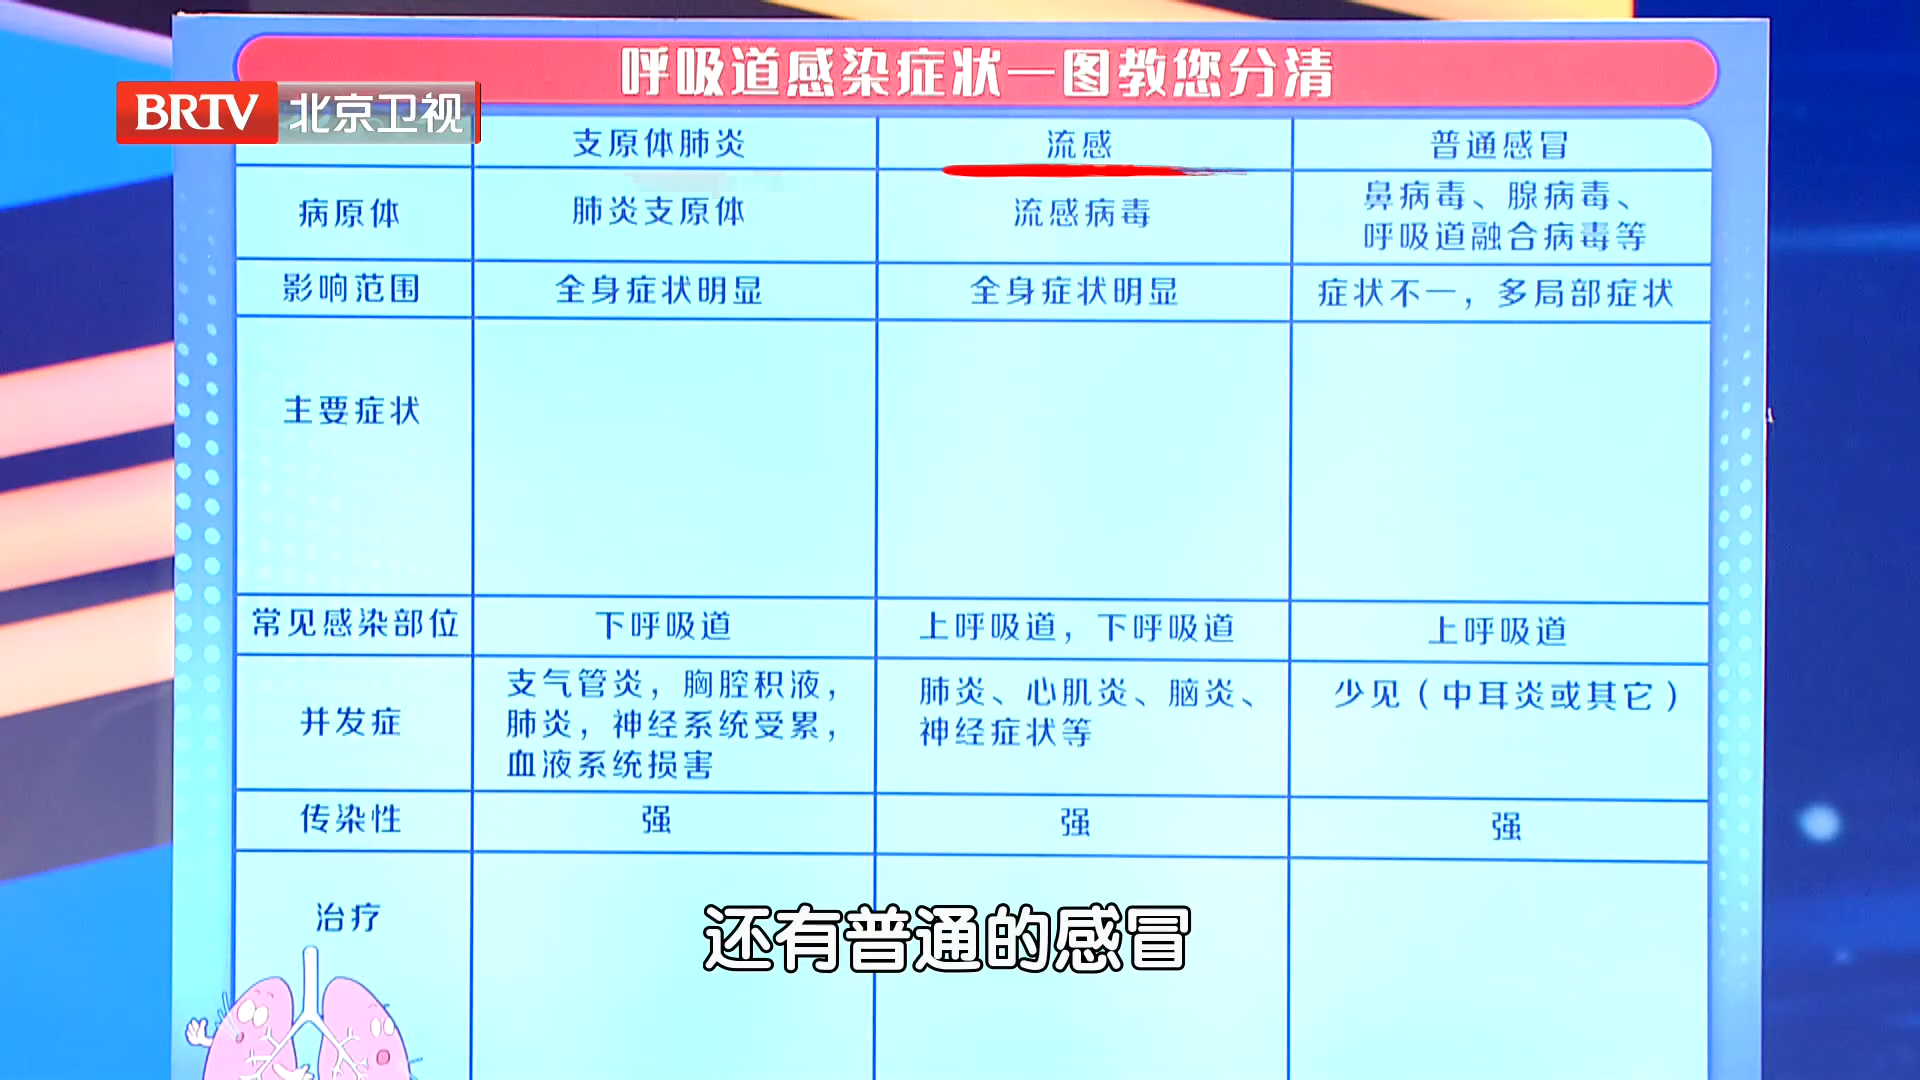 呼吸道感染症状一图教您分清
BRTV 北京卫视
支原体肺炎 流感 普通感冒
病原体 肺炎支原体 流感病毒 鼻病毒、腺病毒、
呼吸道融合病毒等
影响范围 全身症状明显 全身症状明显 症状不一，多局部症状
主要症状
常见感染部位 下呼吸道 上呼吸道，下呼吸道 上呼吸道
并发症 支气管炎，胸腔积液，
肺炎，神经系统受累，
血液系统损害
肺炎、心肌炎、脑炎、
神经症状等
少见（中耳炎或其它）
传染性 强 强 强
治疗
还有普通的感冒